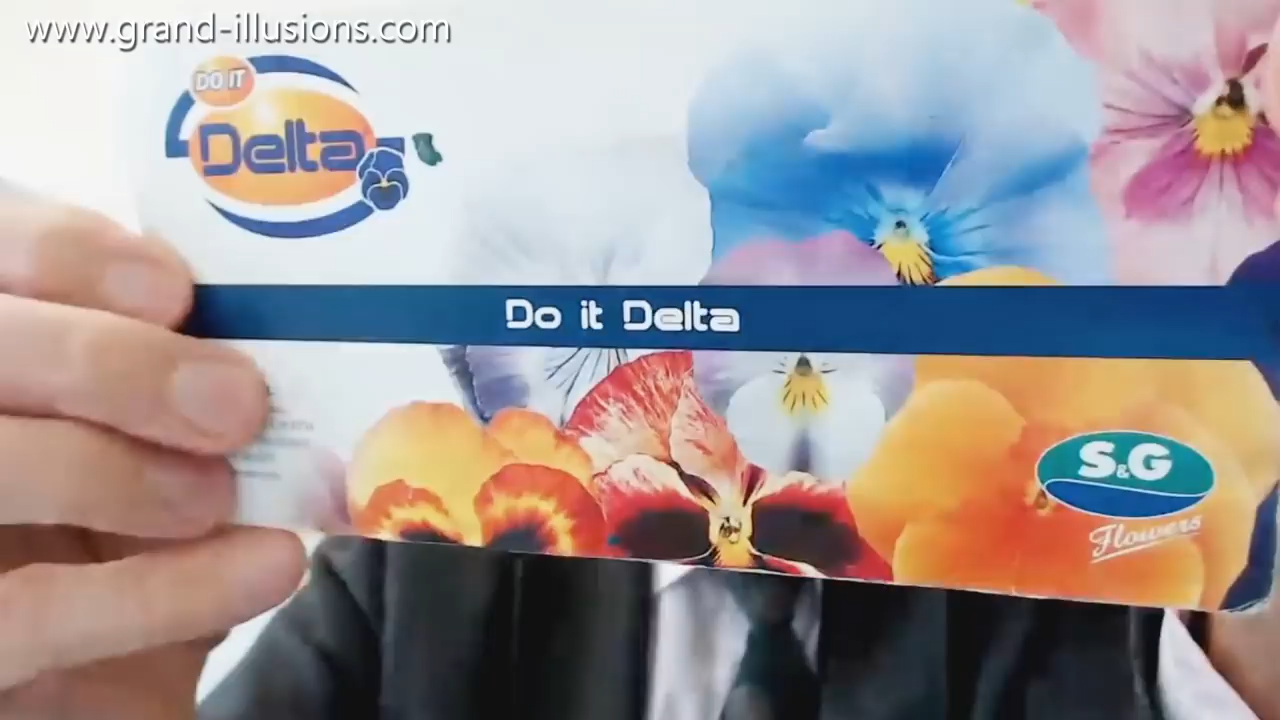 www.grand-illusions.com
DO IT
Delta
Do it Delta
S&G
Flowers